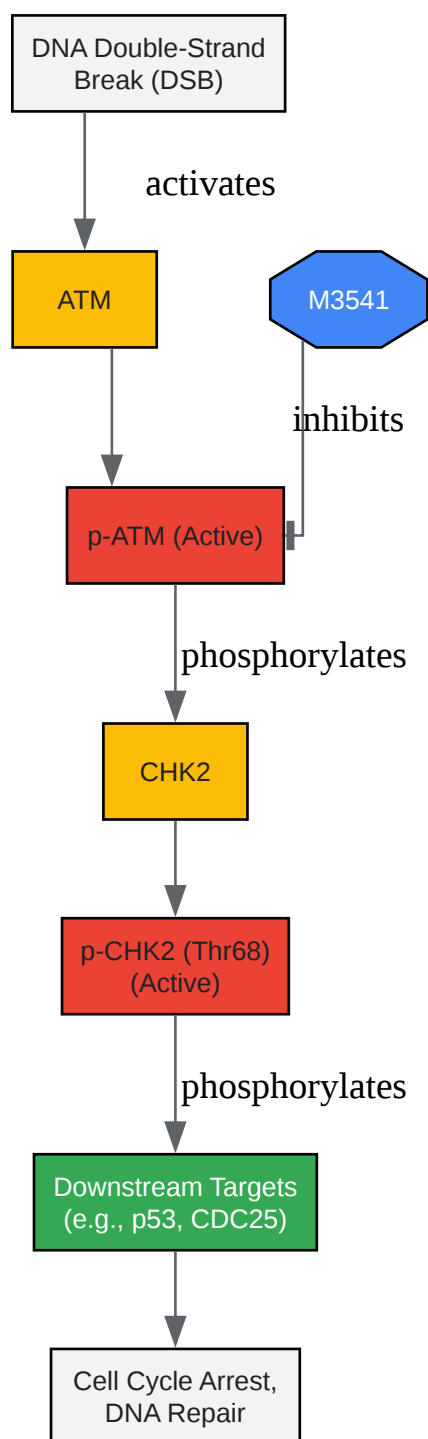 DNA Double-Strand
Break (DSB)
activates
ATM
M3541
inhibits
p-ATM (Active)
phosphorylates
CHK2
p-CHK2 (Thr68)
(Active)
phosphorylates
Downstream Targets
(e.g., p53, CDC25)
Cell Cycle Arrest,
DNA Repair